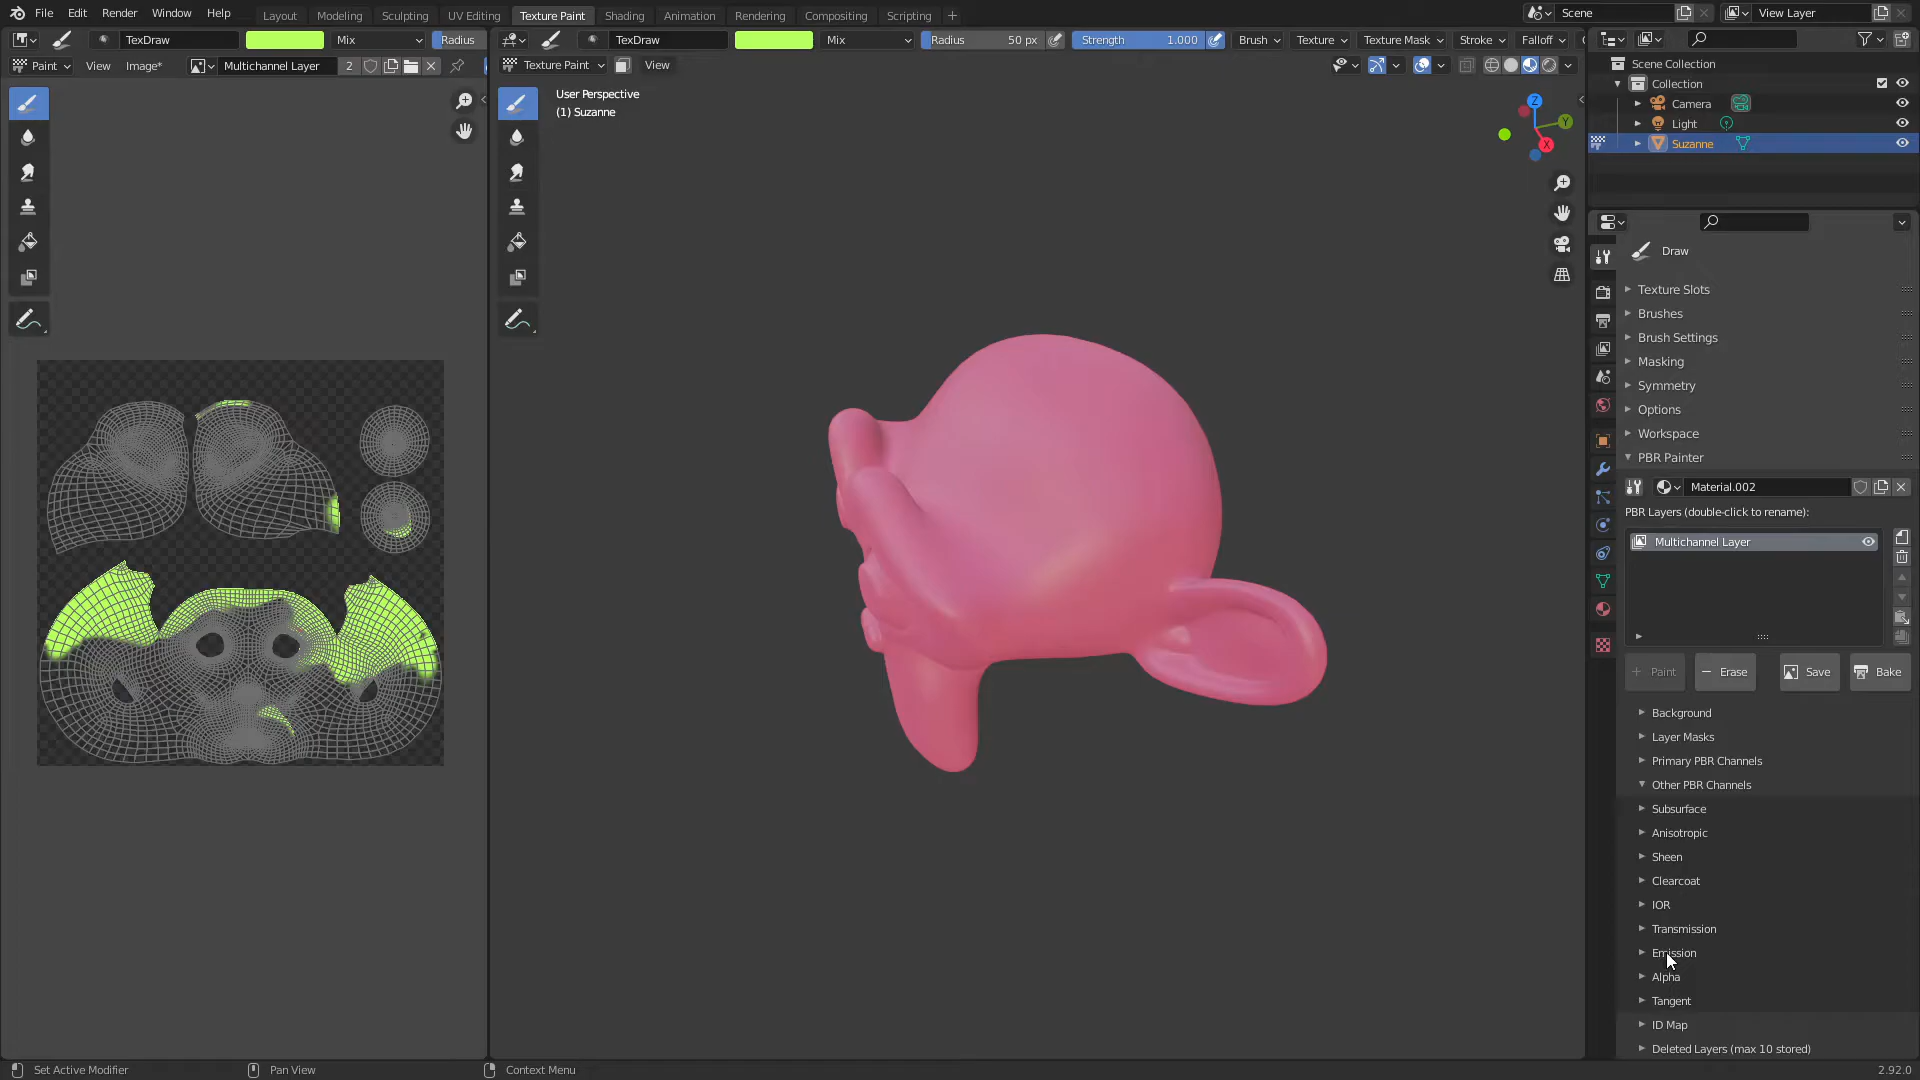 File Edit Render Window Help
Layout Modeling Sculpting UV Editing Texture Paint Shading Animation Rendering Compositing Scripting +
Scene
View Layer
TexDraw Mix Radius
TexDraw Mix Radius 50 px Strength 1.000 Brush Texture Texture Mask Stroke Falloff
Paint View Image* Multichannel Layer 2
Texture Paint View
User Perspective
(1) Suzanne
Z
Y
X
Scene Collection
Collection
Camera
Light
Suzanne
Draw
Texture Slots
Brushes
Brush Settings
Masking
Symmetry
Options
Workspace
PBR Painter
Material.002
PBR Layers (double-click to rename):
Multichannel Layer
Paint Erase Save Bake
Background
Layer Masks
Primary PBR Channels
Other PBR Channels
Subsurface
Anisotropic
Sheen
Clearcoat
IOR
Transmission
Emission
Alpha
Tangent
ID Map
Deleted Layers (max 10 stored)
Set Active Modifier Pan View Context Menu 2.92.0